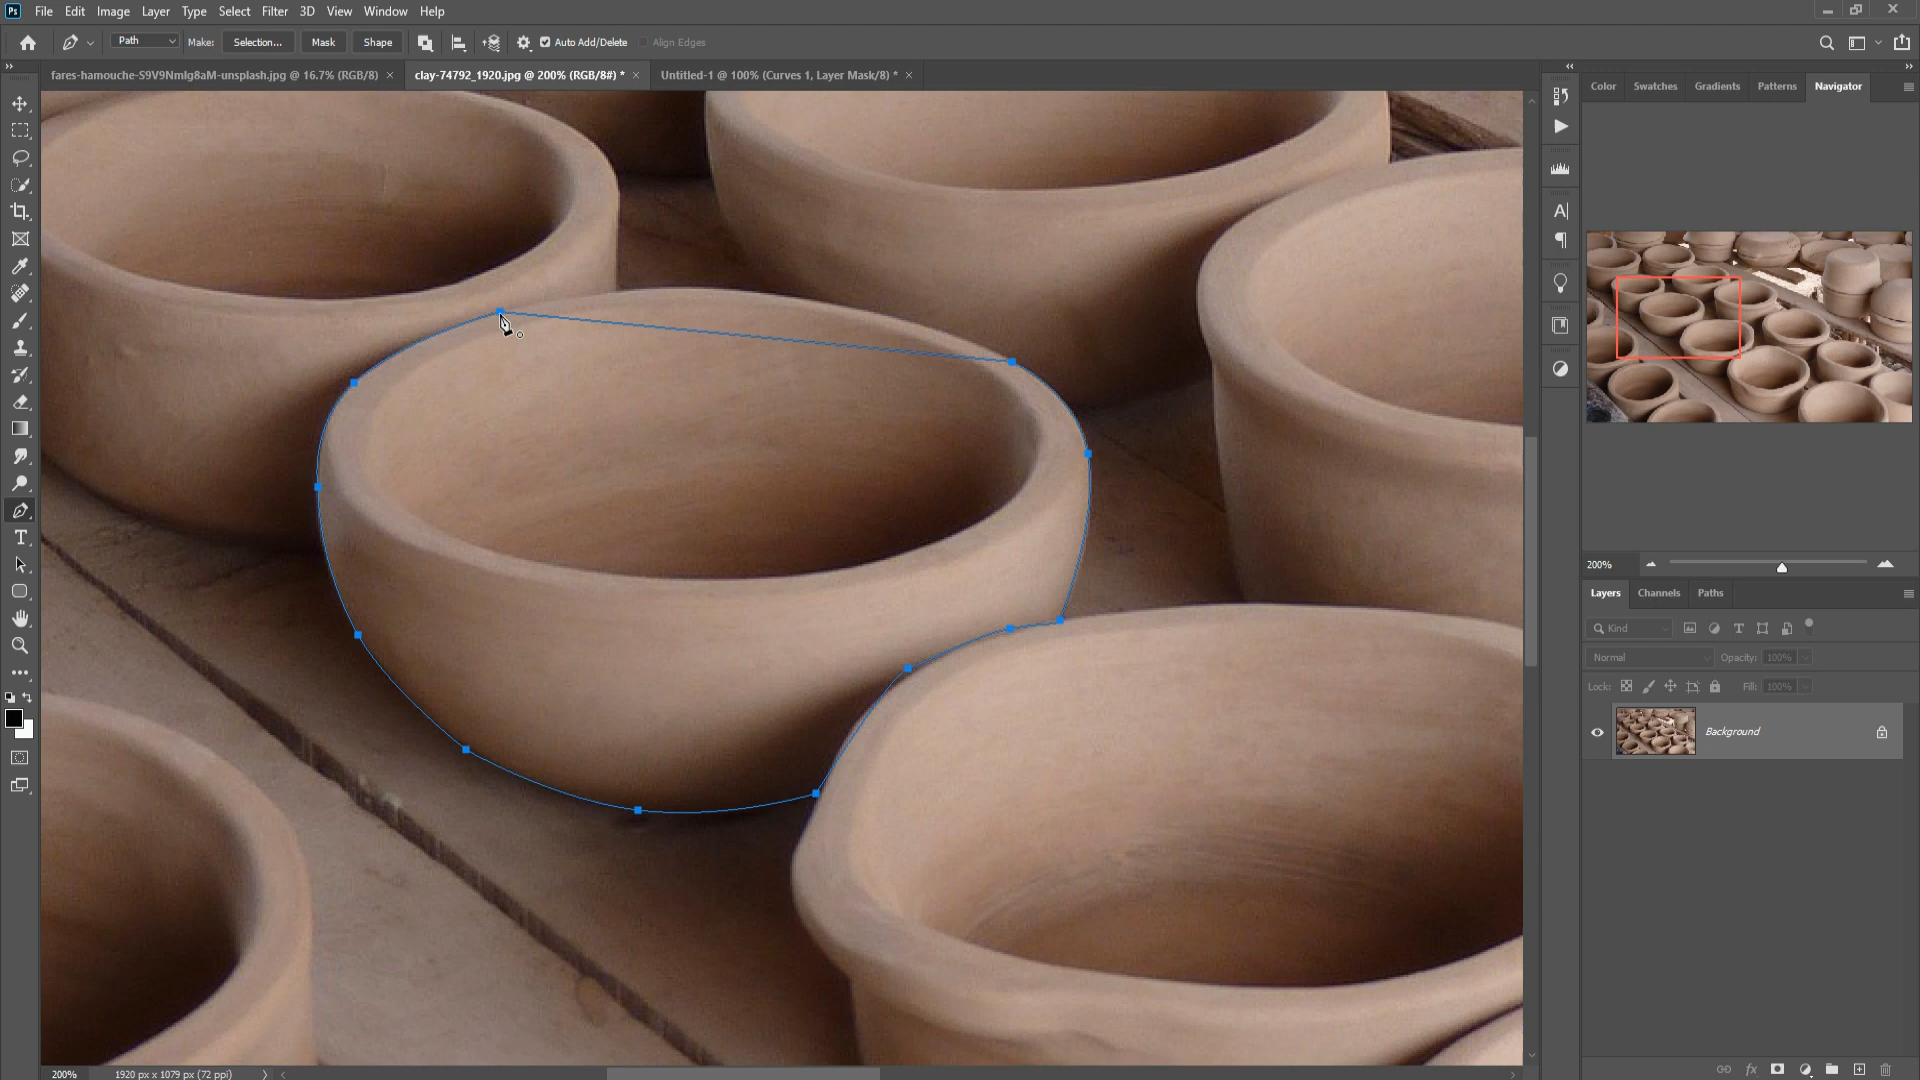 Ps File Edit Image Layer Type Select Filter 3D View Window Help
Path Make: Selection... Mask Shape Auto Add/Delete Align Edges
fares-hamouche-S9V9NmIg8aM-unsplash.jpg @ 16.7% (RGB/8) × clay-74792_1920.jpg @ 200% (RGB/8#) * × Untitled-1 @ 100% (Curves 1, Layer Mask/8) * ×
Color Swatches Gradients Patterns Navigator
200%
Layers Channels Paths
Kind
Normal Opacity: 100%
Lock: Fill: 100%
Background
200% 1920 px x 1079 px (72 ppi)